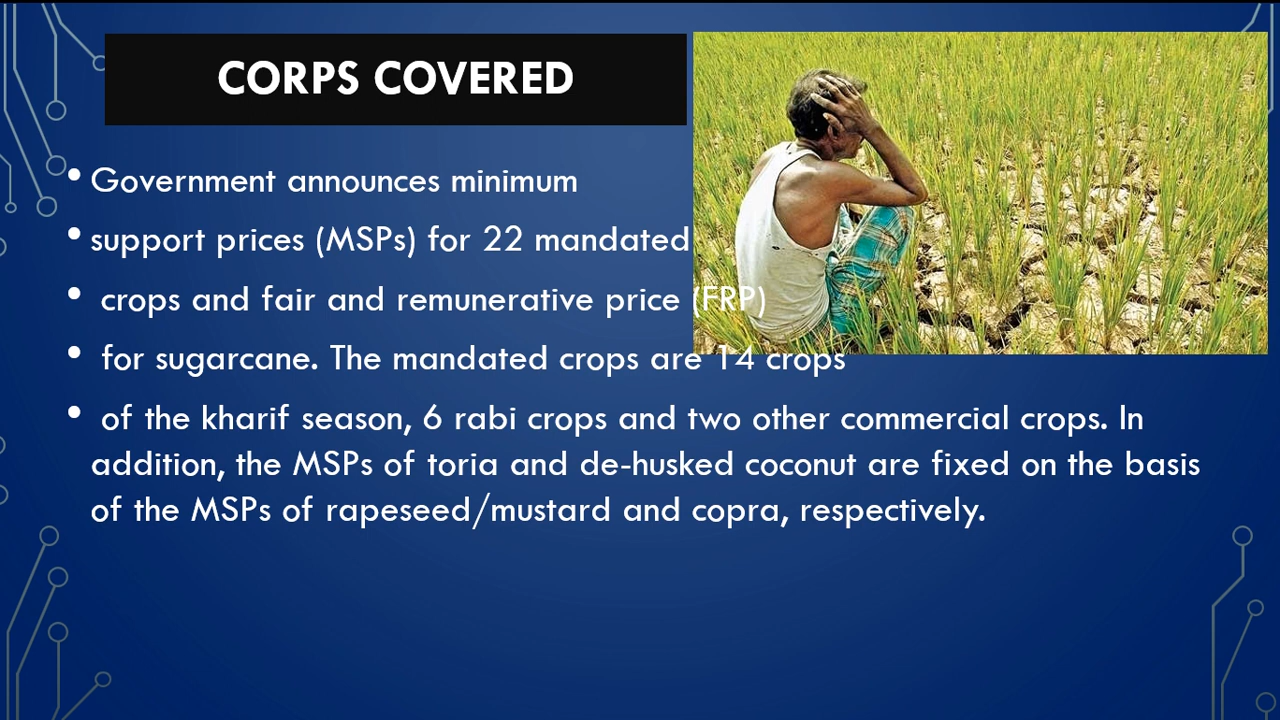 CORPS COVERED
• Government announces minimum
• support prices (MSPs) for 22 mandated
• crops and fair and remunerative price (FRP)
• for sugarcane. The mandated crops are 14 crops
• of the kharif season, 6 rabi crops and two other commercial crops. In
addition, the MSPs of toria and de-husked coconut are fixed on the basis
of the MSPs of rapeseed/mustard and copra, respectively.